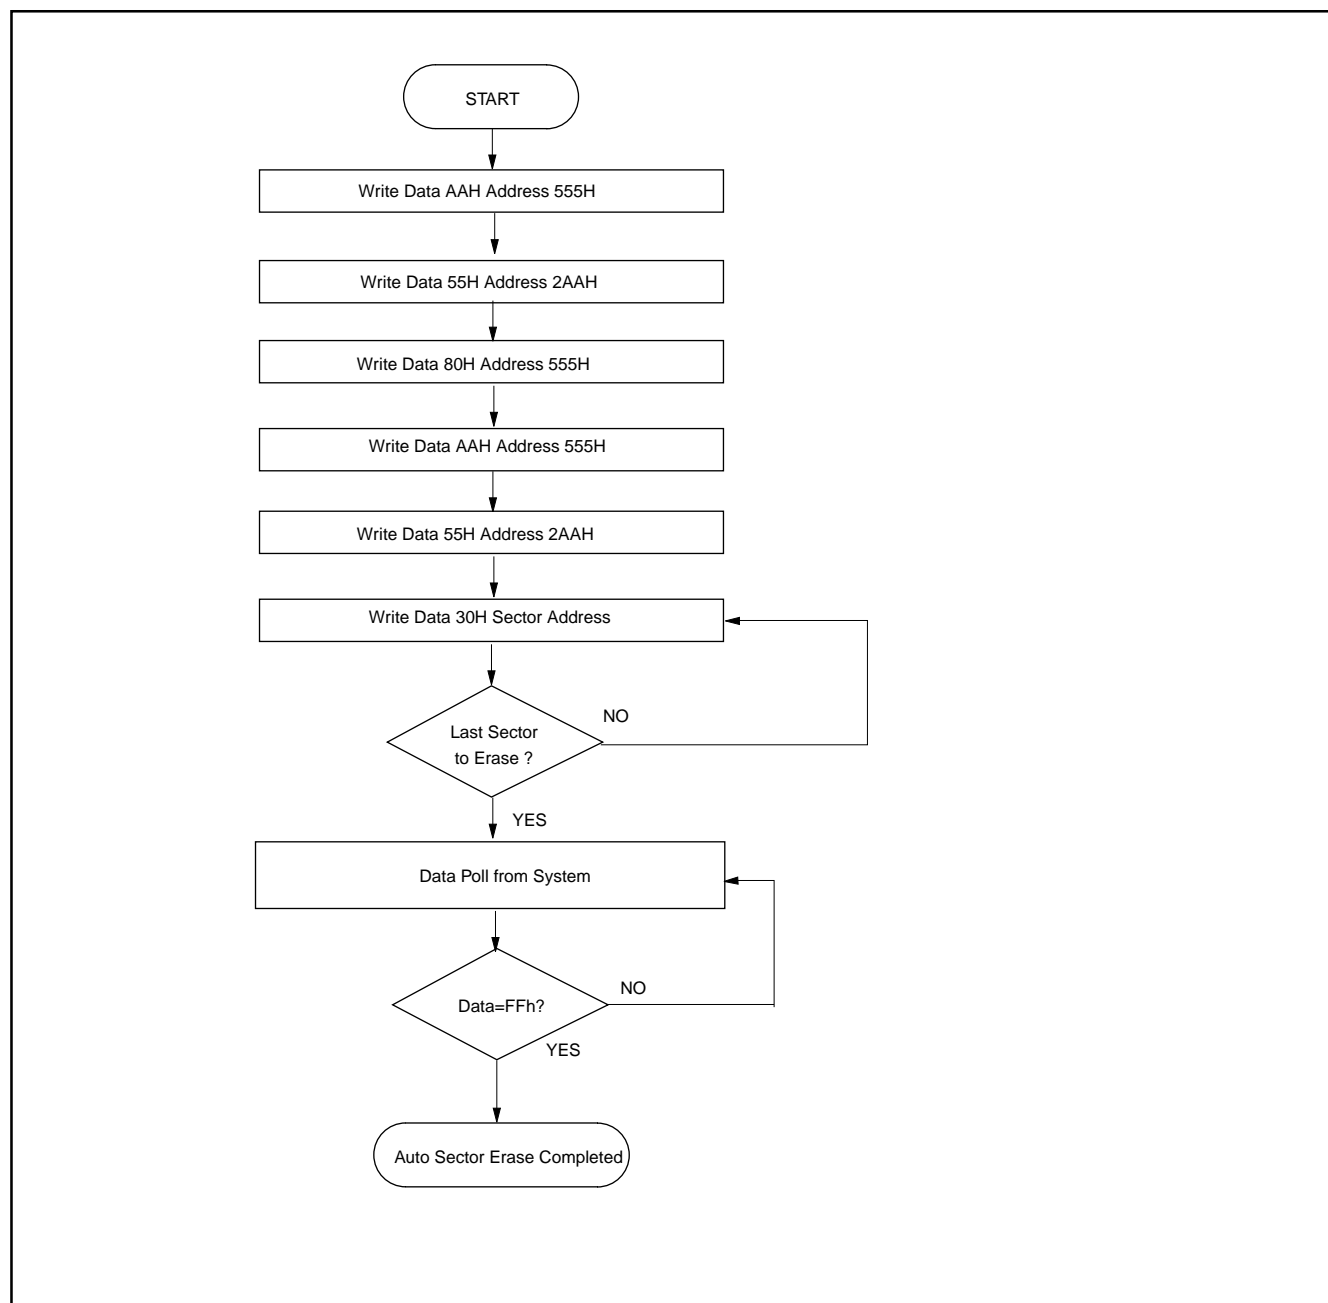 START
Write Data AAH Address 555H
Write Data 55H Address 2AAH
Write Data 80H Address 555H
Write Data AAH Address 555H
Write Data 55H Address 2AAH
Write Data 30H Sector Address
NO
Last Sector
to Erase ?
YES
Data Poll from System
NO
Data=FFh?
YES
Auto Sector Erase Completed